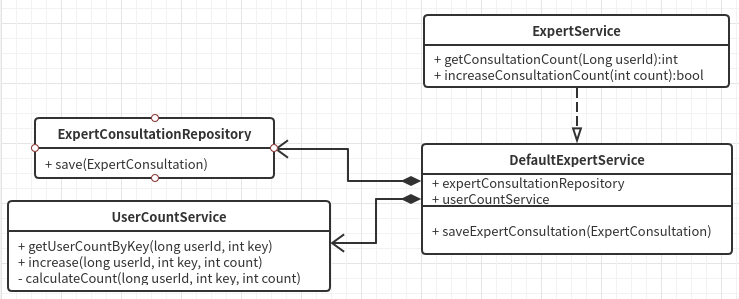 ExpertService
+ getConsultationCount(Long userId):int
+ increaseConsultationCount(int count):bool
ExpertConsultationRepository
+ save(ExpertConsultation)
DefaultExpertService
+ expertConsultationRepository
+ userCountService
+ saveExpertConsultation(ExpertConsultation)
UserCountService
+ getUserCountByKey(long userId, int key)
+ increase(long userId, int key, int count)
- calculateCount(long userId, int key, int count)